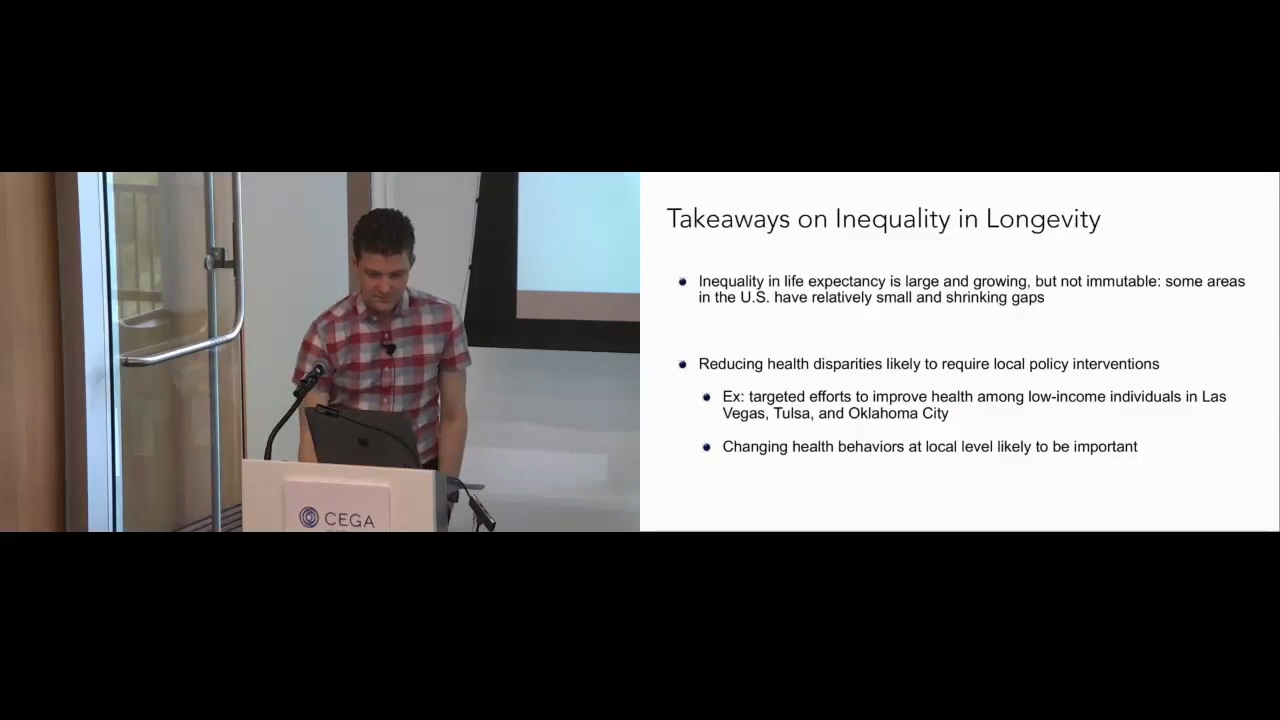 Takeaways on Inequality in Longevity
Inequality in life expectancy is large and growing, but not immutable: some areas
in the U.S. have relatively small and shrinking gaps
Reducing health disparities likely to require local policy interventions
Ex: targeted efforts to improve health among low-income individuals in Las
Vegas, Tulsa, and Oklahoma City
Changing health behaviors at local level likely to be important
CEGA